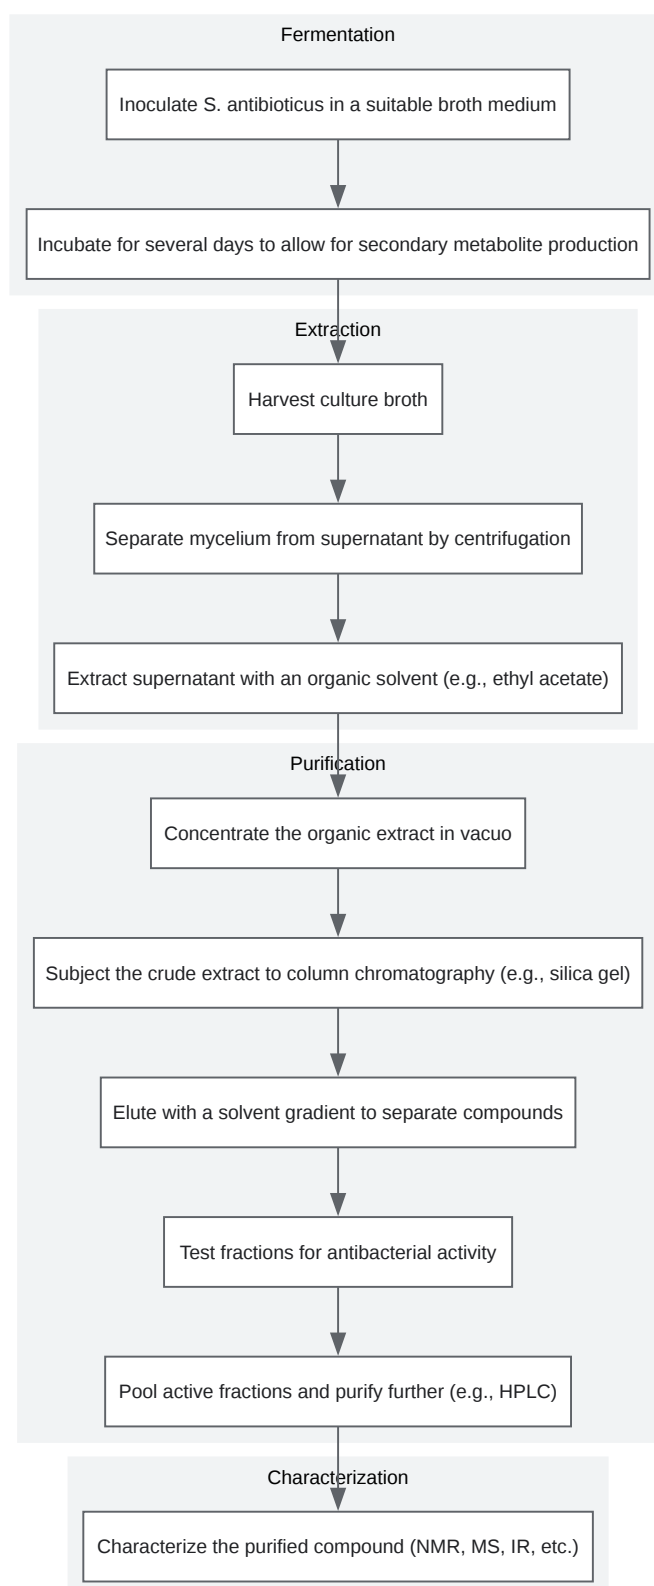 Fermentation
Inoculate S. antibioticus in a suitable broth medium
Incubate for several days to allow for secondary metabolite production
Extraction
Harvest culture broth
Separate mycelium from supernatant by centrifugation
Extract supernatant with an organic solvent (e.g., ethyl acetate)
Purification
Concentrate the organic extract in vacuo
Subject the crude extract to column chromatography (e.g., silica gel)
Elute with a solvent gradient to separate compounds
Test fractions for antibacterial activity
Pool active fractions and purify further (e.g., HPLC)
Characterization
Characterize the purified compound (NMR, MS, IR, etc.)